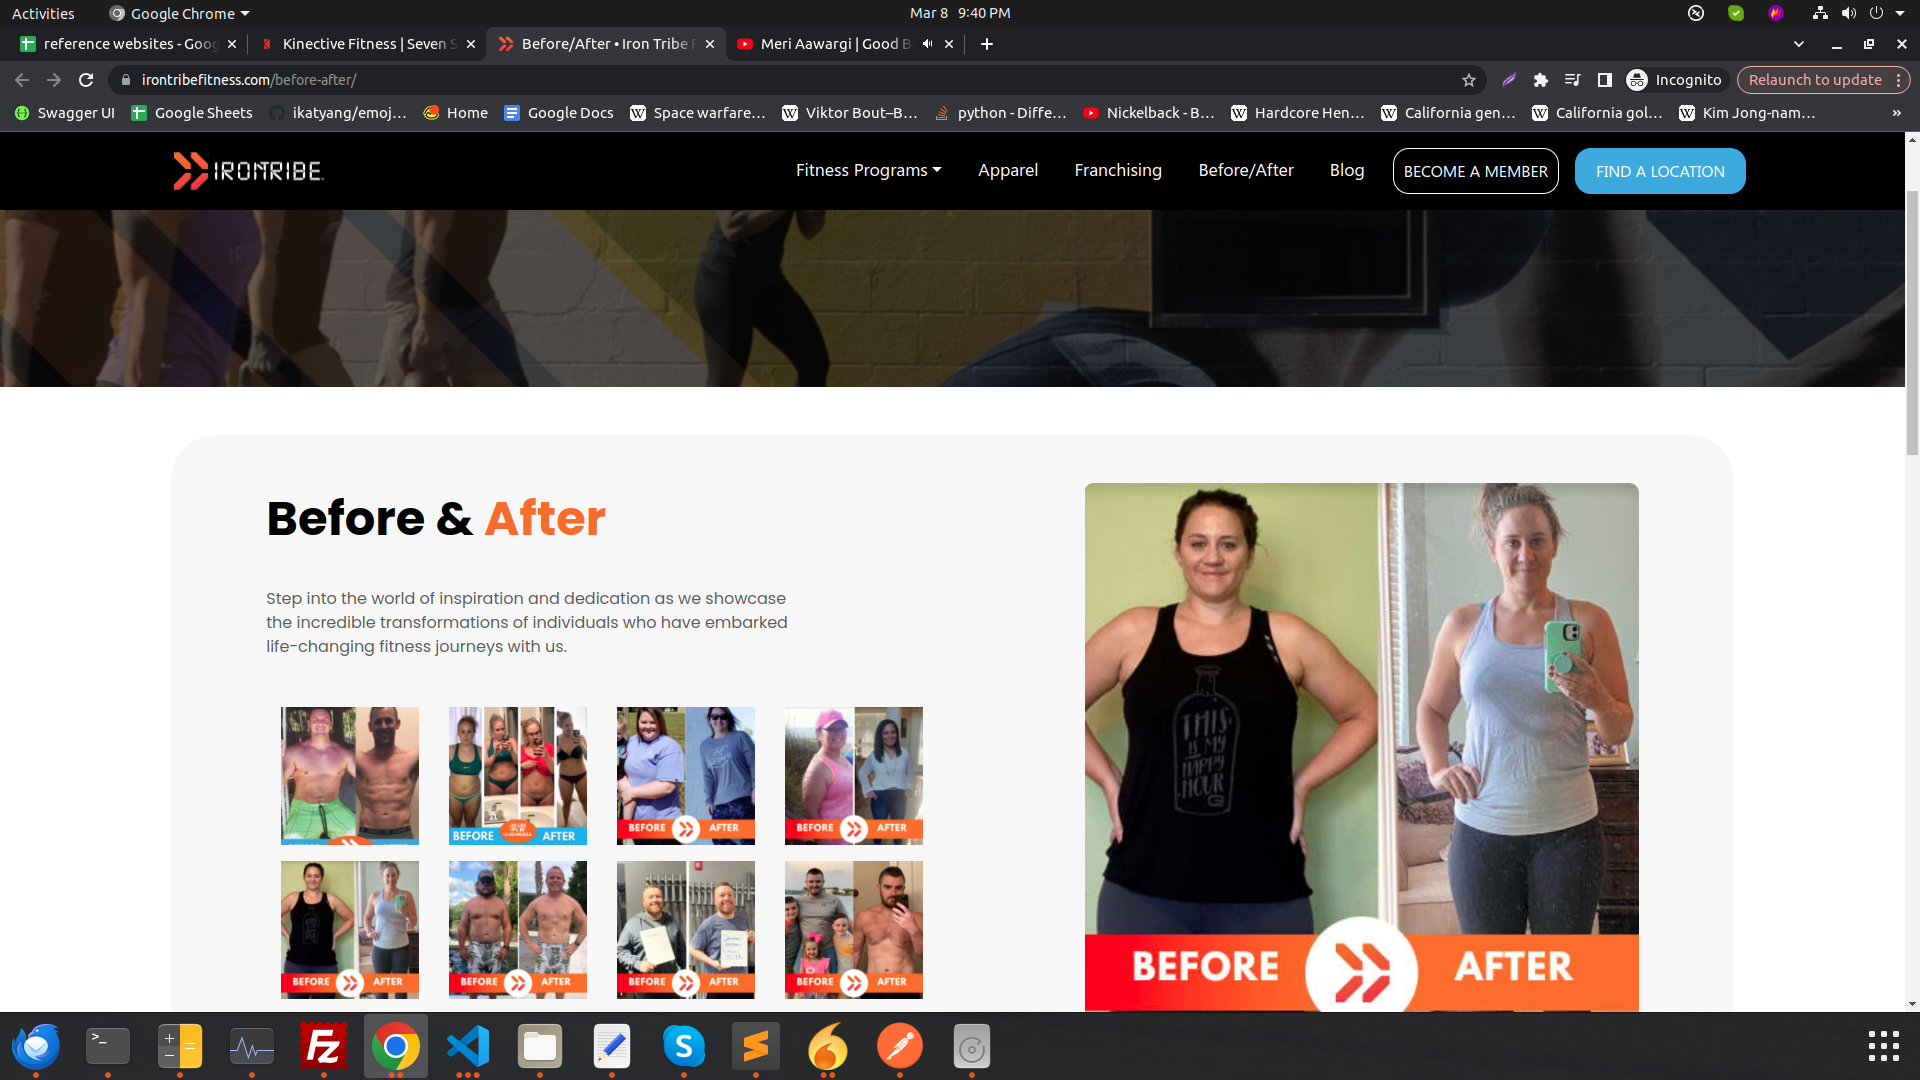 Activities
Google Chrome
Mar 8 9:40 PM
reference websites - Goog
Kinective Fitness | Seven S
Before/After • Iron Tribe F
Meri Aawargi | Good B
irontribefitness.com/before-after/
Incognito
Relaunch to update
Swagger UI
Google Sheets
ikatyang/emoj…
Home
Google Docs
Space warfare…
Viktor Bout–B…
python - Diffe…
Nickelback - B…
Hardcore Hen…
California gen…
California gol…
Kim Jong-nam…
»
IRONTRIBE
Fitness Programs
Apparel
Franchising
Before/After
Blog
BECOME A MEMBER
FIND A LOCATION
Before & After
Step into the world of inspiration and dedication as we showcase
the incredible transformations of individuals who have embarked
life-changing fitness journeys with us.
BEFORE AFTER
BEFORE AFTER
BEFORE AFTER
BEFORE AFTER
BEFORE AFTER
BEFORE AFTER
BEFORE AFTER
THIS
IS MY
HAPPY
HOUR
BEFORE AFTER